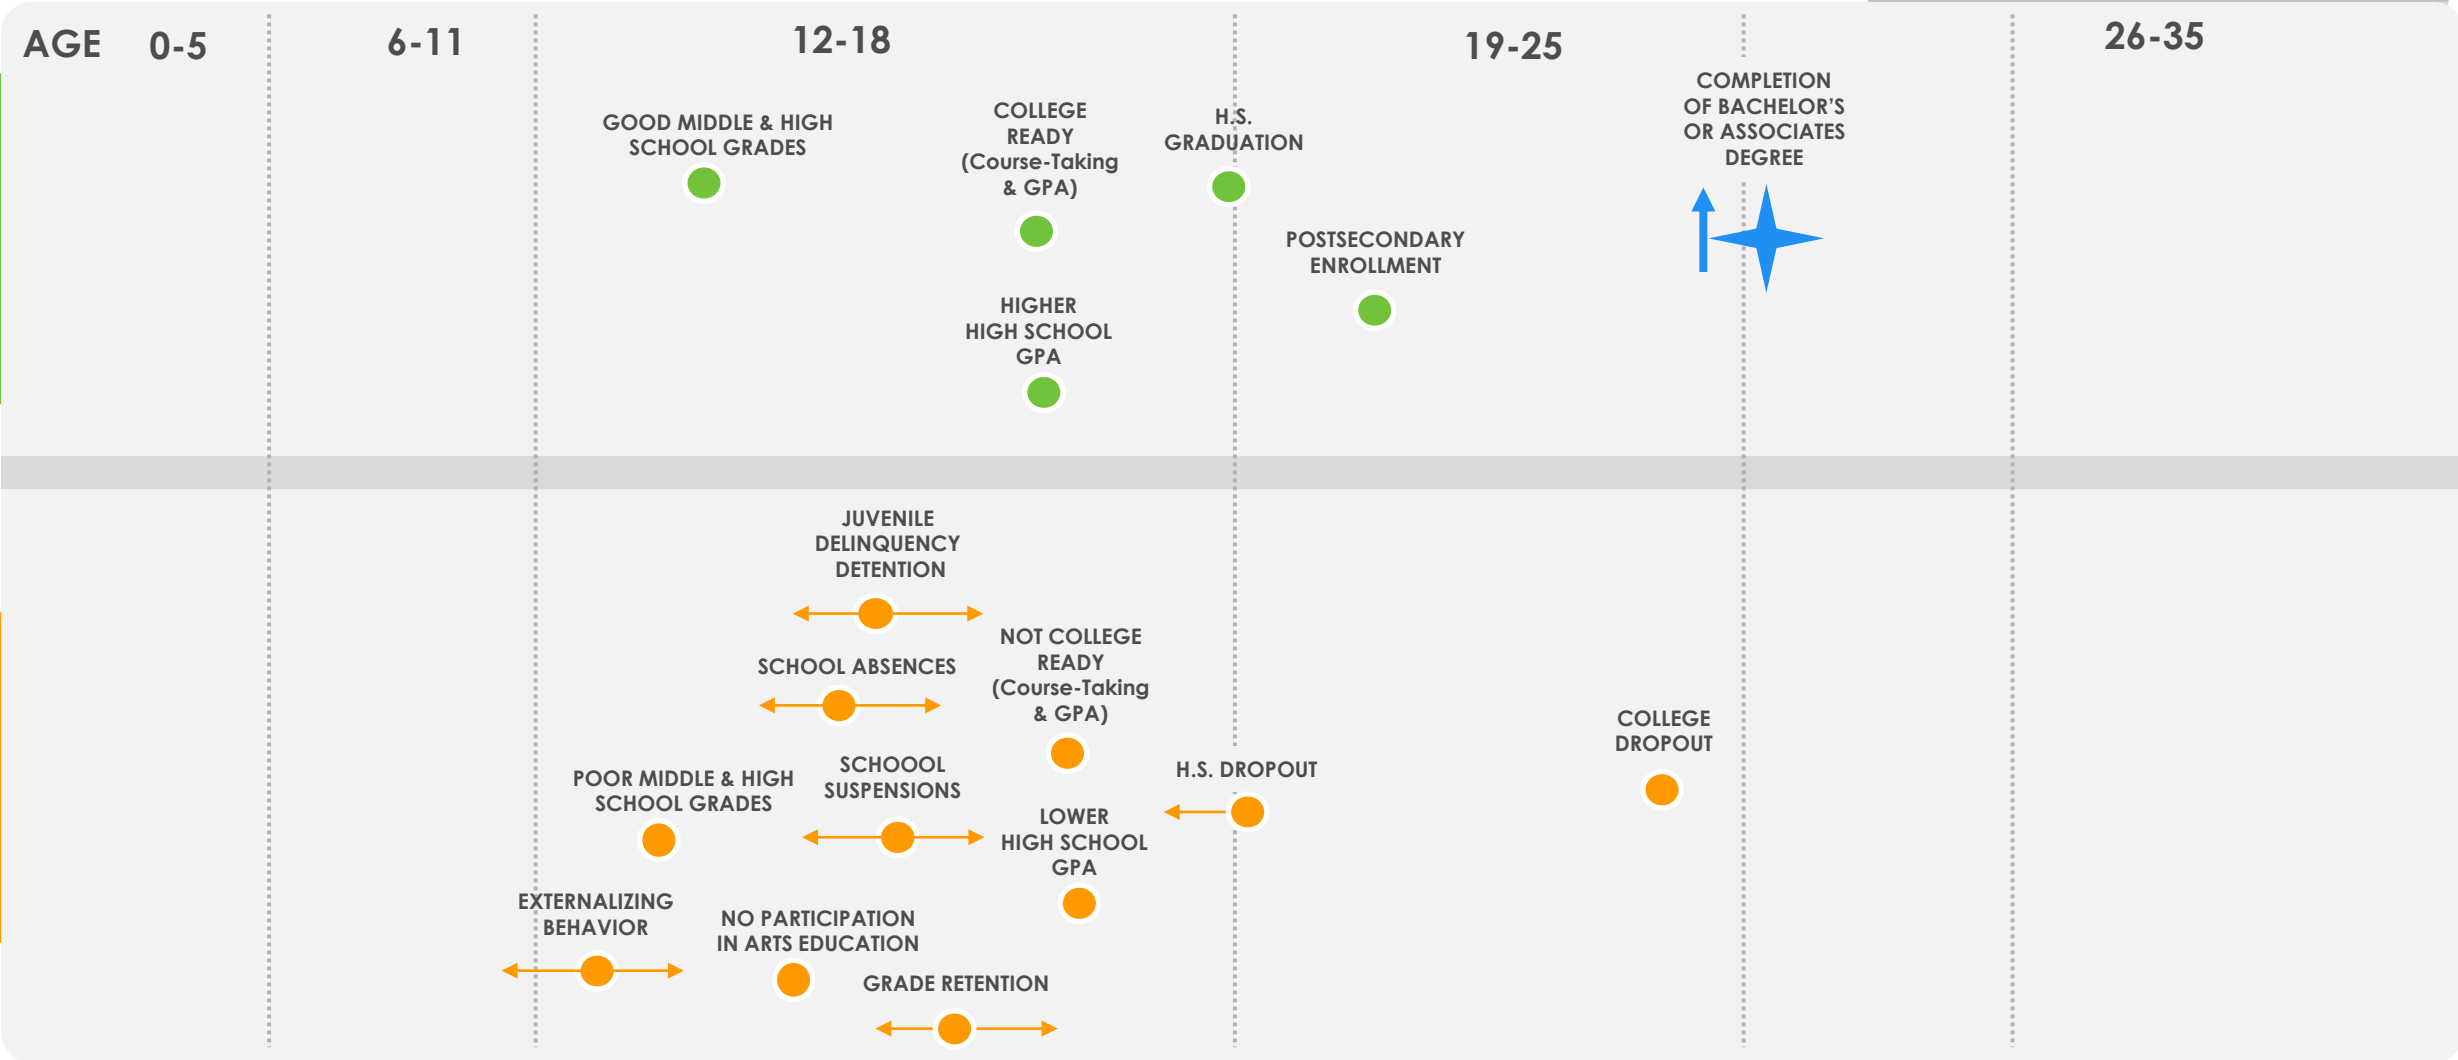 AGE 0-5 6-11 12-18 19-25 26-35
GOOD MIDDLE & HIGH
SCHOOL GRADES
COLLEGE
READY
(Course-Taking
& GPA)
H.S.
GRADUATION
COMPLETION
OF BACHELOR’S
OR ASSOCIATES
DEGREE
POSTSECONDARY
ENROLLMENT
HIGHER
HIGH SCHOOL
GPA
JUVENILE
DELINQUENCY
DETENTION
SCHOOL ABSENCES
NOT COLLEGE
READY
(Course-Taking
& GPA)
COLLEGE
DROPOUT
POOR MIDDLE & HIGH
SCHOOL GRADES
SCHOOOL
SUSPENSIONS
H.S. DROPOUT
LOWER
HIGH SCHOOL
GPA
EXTERNALIZING
BEHAVIOR
NO PARTICIPATION
IN ARTS EDUCATION
GRADE RETENTION